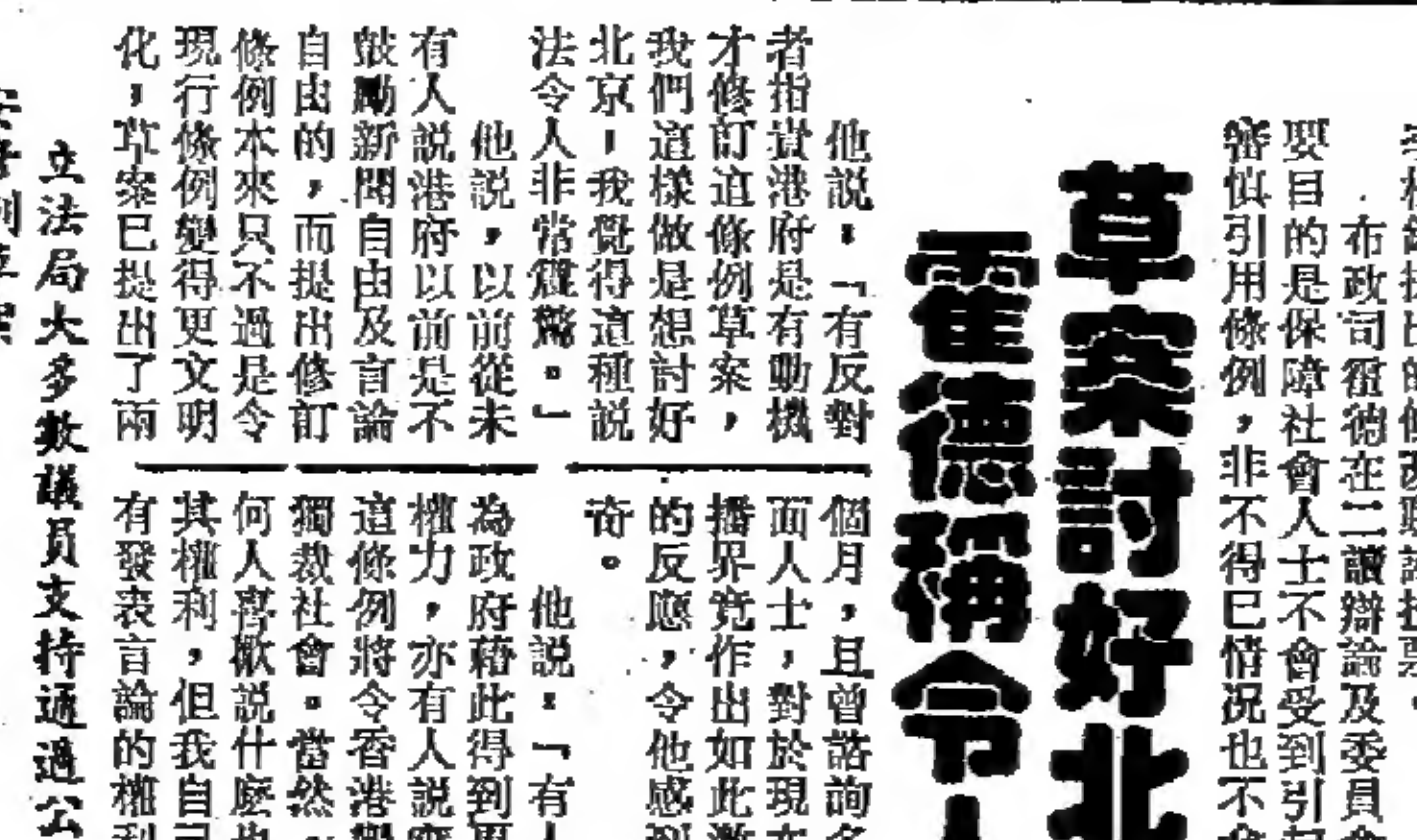 布政司霍德在二讀辯論及委員
要目的是保障社會人士不會受到引
審慎引用條例，非不得已情況也不
草案討好北
霍德稱令
他說：「有反對
者指責港府是有動機
才修訂這條例草案，
我們這樣做是想討好
北京，我覺得這種說
法令人非常震驚。」
他說，以前從未
有人說港府以前是不
鼓勵新聞自由及言論
自由的，而提出修訂
條例本來只不過是令
現行條例變得更文明
化，草案已提出了兩
個月，且曾諮詢多
面人士，對於現在
播界竟作出如此激
的反應，令他感到
奇。
他說：「有人
為政府藉此得到更
權力，亦有人說
這條例將令香港變
獨裁社會。當然，
何人喜歡說什麼也
其權利，但我自己
有發表言論的權利
立法局大多數議員支持通過公